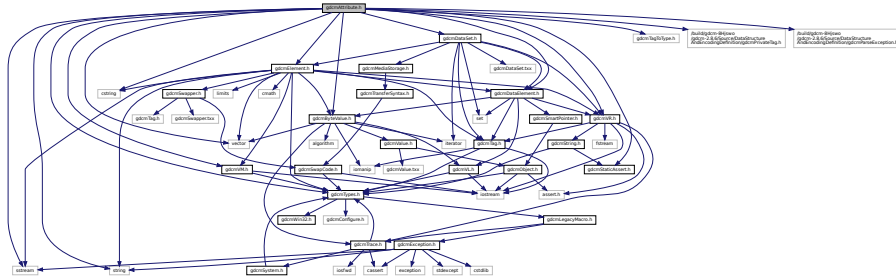 gdcmAttribute.h
gdcmDataSet.h
gdcmTagToType.h
/build/gdcm-BHjswo
/gdcm-2.8.6/Source/DataStructure
AndEncodingDefinition/gdcmPrivateTag.h
/build/gdcm-BHjswo
/gdcm-2.8.6/Source/DataStructure
AndEncodingDefinition/gdcmParseException.h
gdcmElement.h
gdcmMediaStorage.h
gdcmDataSet.txx
cstring
gdcmSwapper.h
limits
cmath
gdcmTransferSyntax.h
gdcmDataElement.h
gdcmTag.h
gdcmSwapper.txx
gdcmByteValue.h
set
gdcmSmartPointer.h
gdcmVR.h
vector
algorithm
gdcmValue.h
iterator
gdcmTag.h
gdcmString.h
fstream
gdcmVM.h
gdcmSwapCode.h
iomanip
gdcmValue.txx
gdcmVL.h
gdcmObject.h
gdcmStaticAssert.h
gdcmTypes.h
iostream
assert.h
gdcmWin32.h
gdcmConfigure.h
gdcmLegacyMacro.h
gdcmTrace.h
gdcmException.h
sstream
string
gdcmSystem.h
iosfwd
cassert
exception
stdexcept
cstdlib